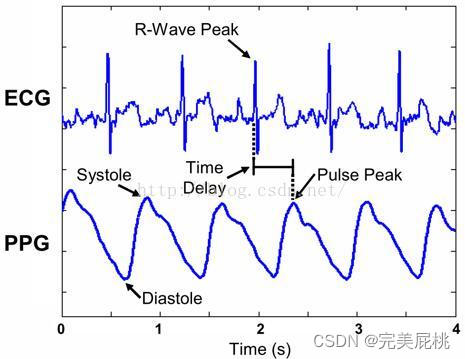 R-Wave Peak
ECG
Systole
Time
Delay
Pulse Peak
PPG
Diastole
0
1
2
3
4
Time (s)
CSDN @完美屁桃